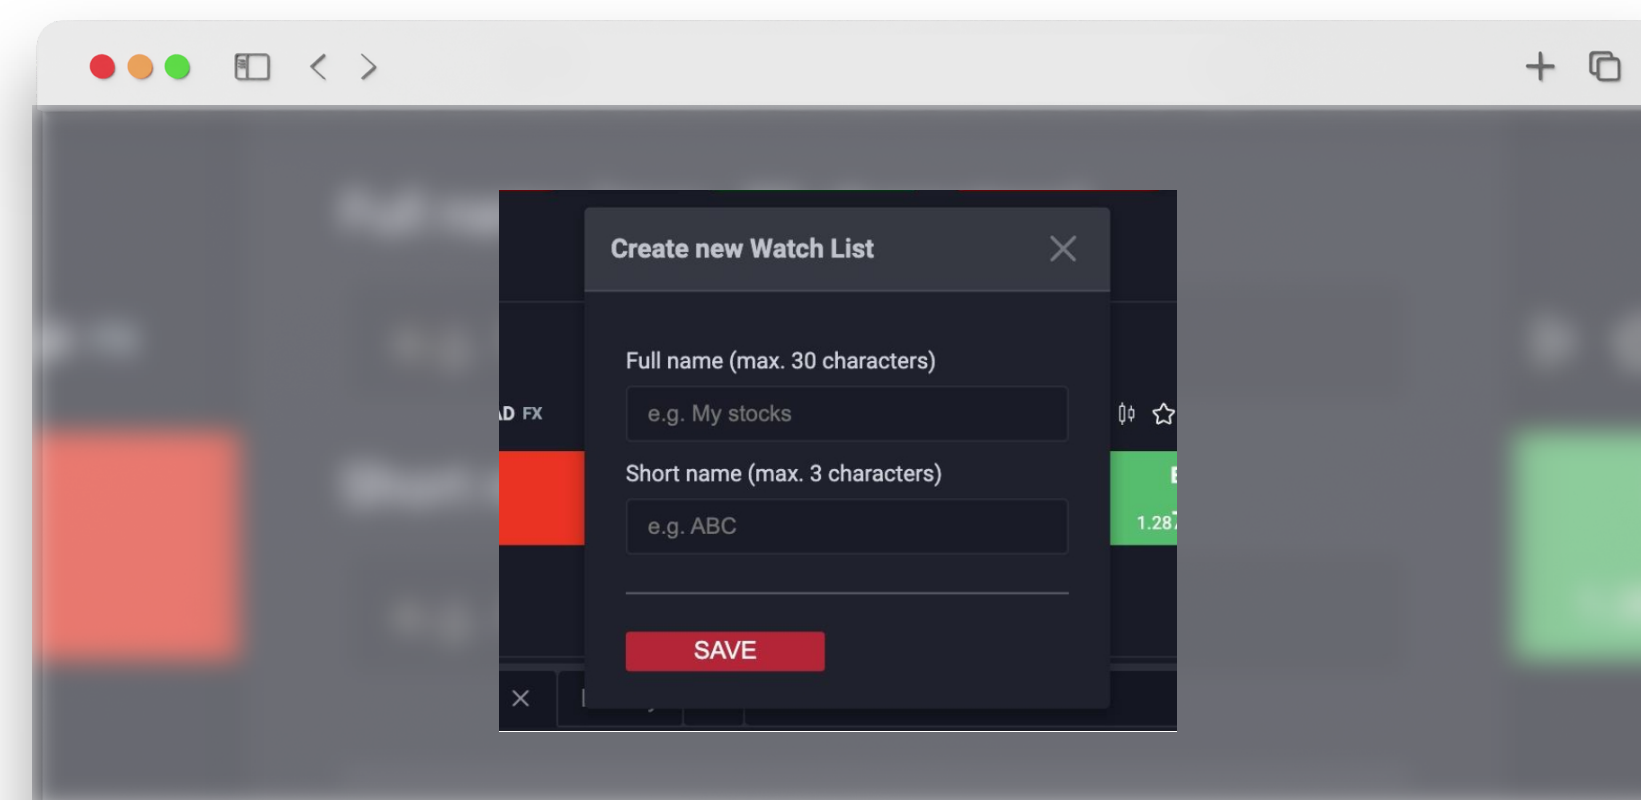 Create new Watch List
Full name (max. 30 characters)
FX
e.g. My stocks
Short name (max. 3 characters)
e.g. ABC
1.28
SAVE